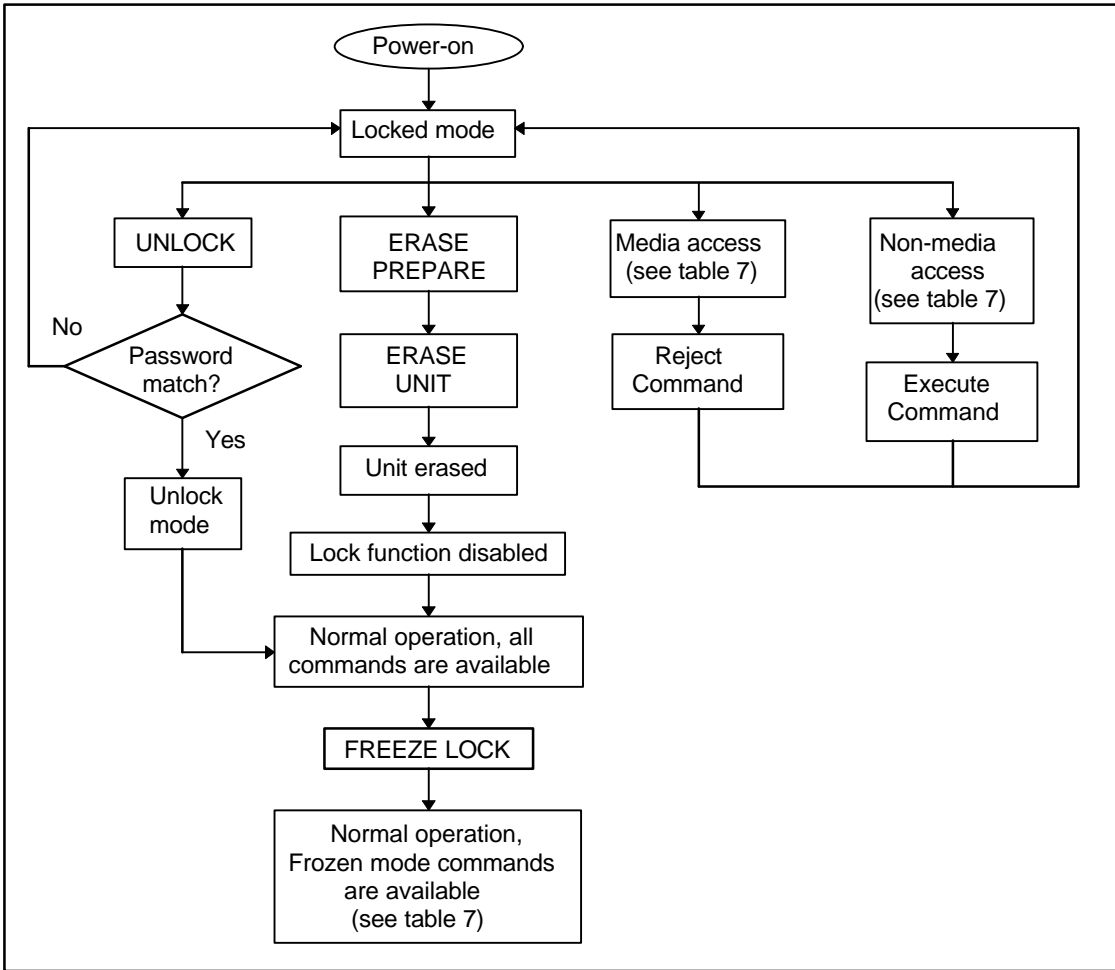 Power-on
Locked mode
UNLOCK
ERASE
PREPARE
Media access
(see table 7)
Non-media
access
(see table 7)
No
Password
match?
Yes
ERASE
UNIT
Reject
Command
Execute
Command
Unlock
mode
Unit erased
Lock function disabled
Normal operation, all
commands are available
FREEZE LOCK
Normal operation,
Frozen mode commands
are available
(see table 7)